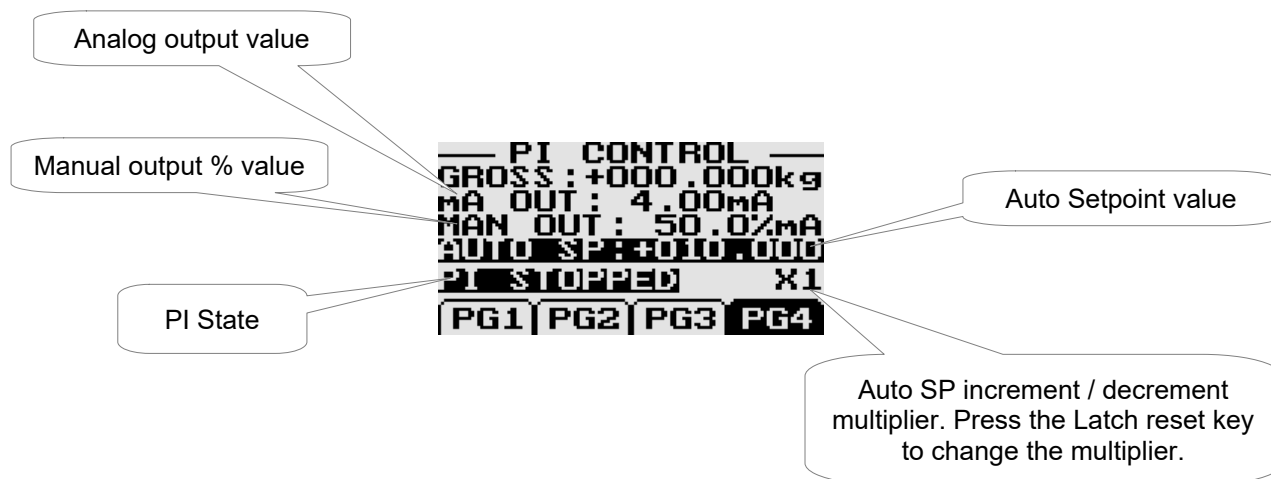 Analog output value
Manual output % value
PI State
PI CONTROL
GROSS:+000.000kg
mA OUT: 4.00mA
MAN OUT: 50.0%mA
AUTO SP:+010.000
PI STOPPED X1
PG1 PG2 PG3 PG4
Auto Setpoint value
Auto SP increment / decrement
multiplier. Press the Latch reset key
to change the multiplier.